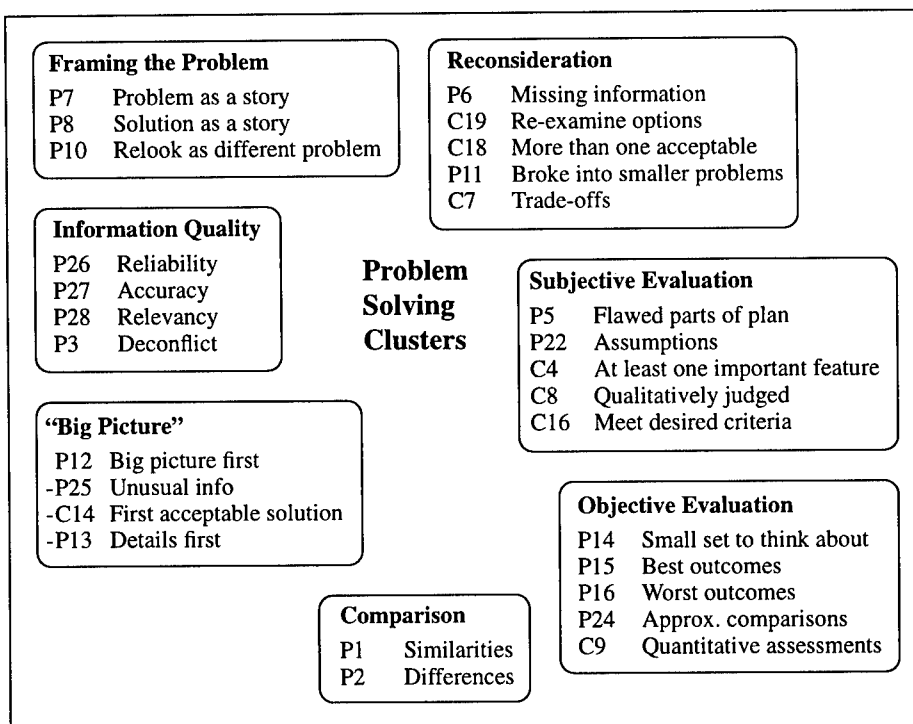 Framing the Problem
P7 Problem as a story
P8 Solution as a story
P10 Relook as different problem
Reconsideration
P6 Missing information
C19 Re-examine options
C18 More than one acceptable
P11 Broke into smaller problems
C7 Trade-offs
Information Quality
P26 Reliability
P27 Accuracy
P28 Relevancy
P3 Deconflict
Problem
Solving
Clusters
Subjective Evaluation
P5 Flawed parts of plan
P22 Assumptions
C4 At least one important feature
C8 Qualitatively judged
C16 Meet desired criteria
“Big Picture”
P12 Big picture first
-P25 Unusual info
-C14 First acceptable solution
-P13 Details first
Objective Evaluation
P14 Small set to think about
P15 Best outcomes
P16 Worst outcomes
P24 Approx. comparisons
C9 Quantitative assessments
Comparison
P1 Similarities
P2 Differences